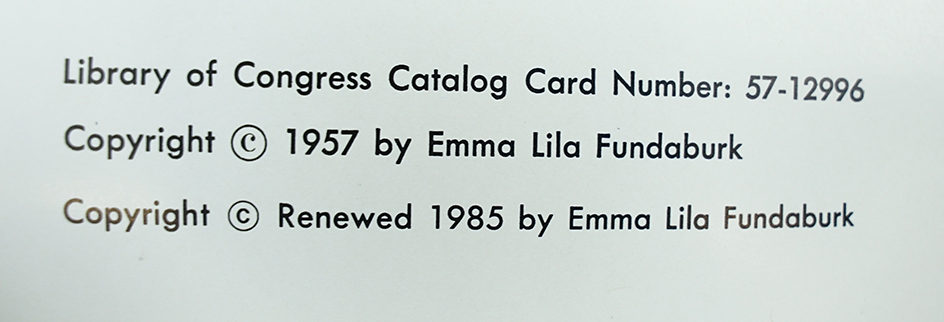 Library of Congress Catalog Card Number: 57-12996
Copyright © 1957 by Emma Lila Fundaburk
Copyright © Renewed 1985 by Emma Lila Fundaburk